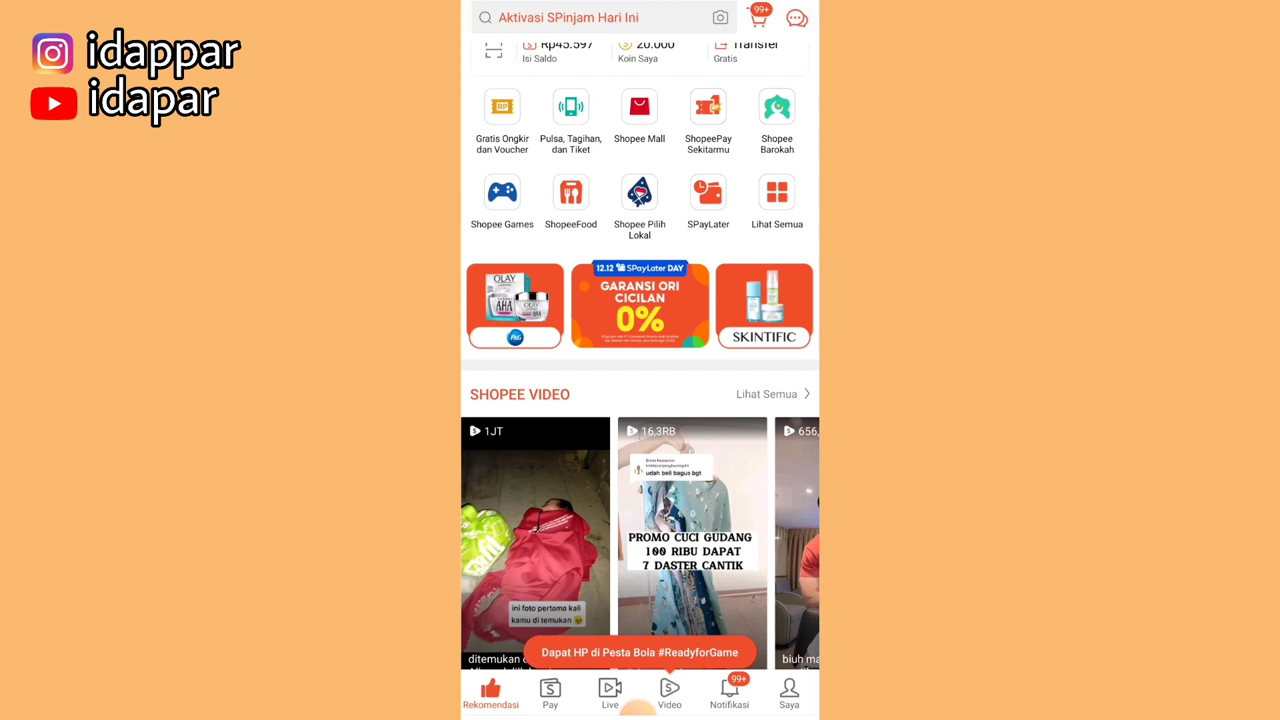 idappar
idapar
Aktivasi SPinjam Hari Ini
99+
Rp45.597
20.000
Transfer
Isi Saldo
Koin Saya
Gratis
RP
Gratis Ongkir
dan Voucher
Pulsa, Tagihan,
dan Tiket
Shopee Mall
ShopeePay
Sekitarmu
Shopee
Barokah
Shopee Games
ShopeeFood
Shopee Pilih
Lokal
SPayLater
Lihat Semua
OLAY
AHA
P&G
12.12 SPayLater DAY
GARANSI ORI
CICILAN
0%
SKINTIFIC
SHOPEE VIDEO
Lihat Semua
1JT
16,3RB
656,
udah beli bagus bgt
PROMO CUCI GUDANG
100 RIBU DAPAT
7 DASTER CANTIK
ini foto pertama kali
kamu di temukan 😢
Dapat HP di Pesta Bola #ReadyforGame
ditemukan
biuh ma
99+
Rekomendasi
Pay
Live
Video
Notifikasi
Saya